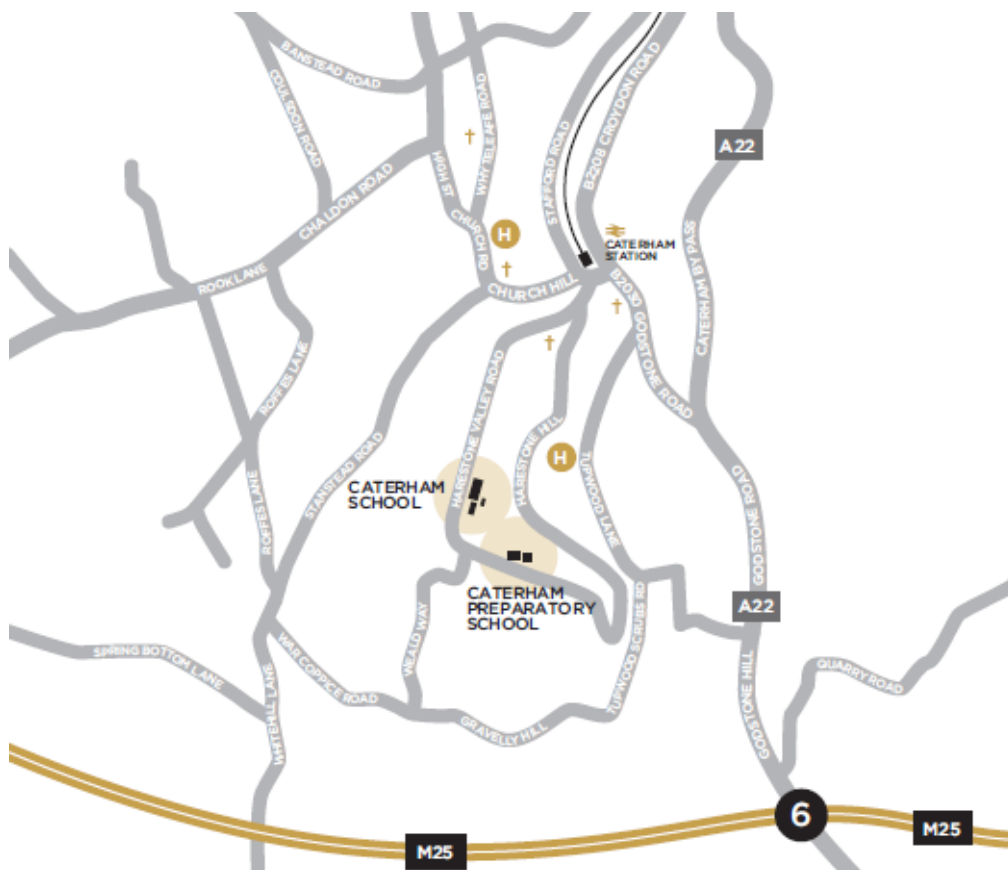 BANSTEAD ROAD
COULSDON ROAD
WHYTELEAFE ROAD
STAFFORD ROAD
B2208 CROYDON ROAD
A22
HIGH ST
CHALDON ROAD
CHURCH RD
H
CATERHAM
STATION
ROOK LANE
CHURCH HILL
B2030 GODSTONE ROAD
CATERHAM BY PASS
ROFFES LANE
HARESTONE VALLEY ROAD
HARESTONE HILL
H
STANSTEAD ROAD
TUPWOOD LANE
CATERHAM
SCHOOL
ROFFES LANE
GODSTONE ROAD
CATERHAM
PREPARATORY
SCHOOL
A22
WEALD WAY
TUPWOOD SCRUBS RD
SPRING BOTTOM LANE
WAR COPPICE ROAD
WHITEHILL LANE
GRAVELLY HILL
GODSTONE HILL
QUARRY ROAD
6
M25
M25